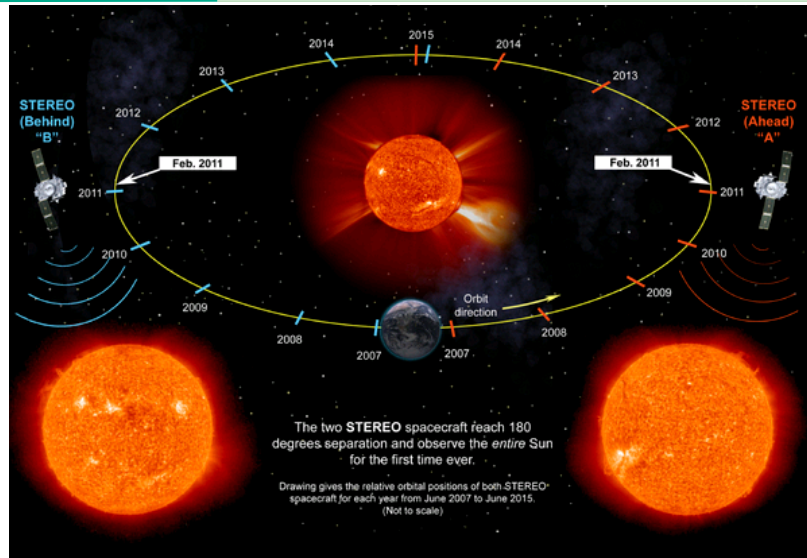 2015
2014
2014
2013
2013
STEREO
(Behind)
"B"
STEREO
(Ahead)
"A"
2012
2012
Feb. 2011
Feb. 2011
2011
2011
2010
2010
2009
2009
Orbit
direction
2008
2008
2007
2007
The two STEREO spacecraft reach 180
degrees separation and observe the entire Sun
for the first time ever.
Drawing gives the relative orbital positions of both STEREO
spacecraft for each year from June 2007 to June 2015.
(Not to scale)